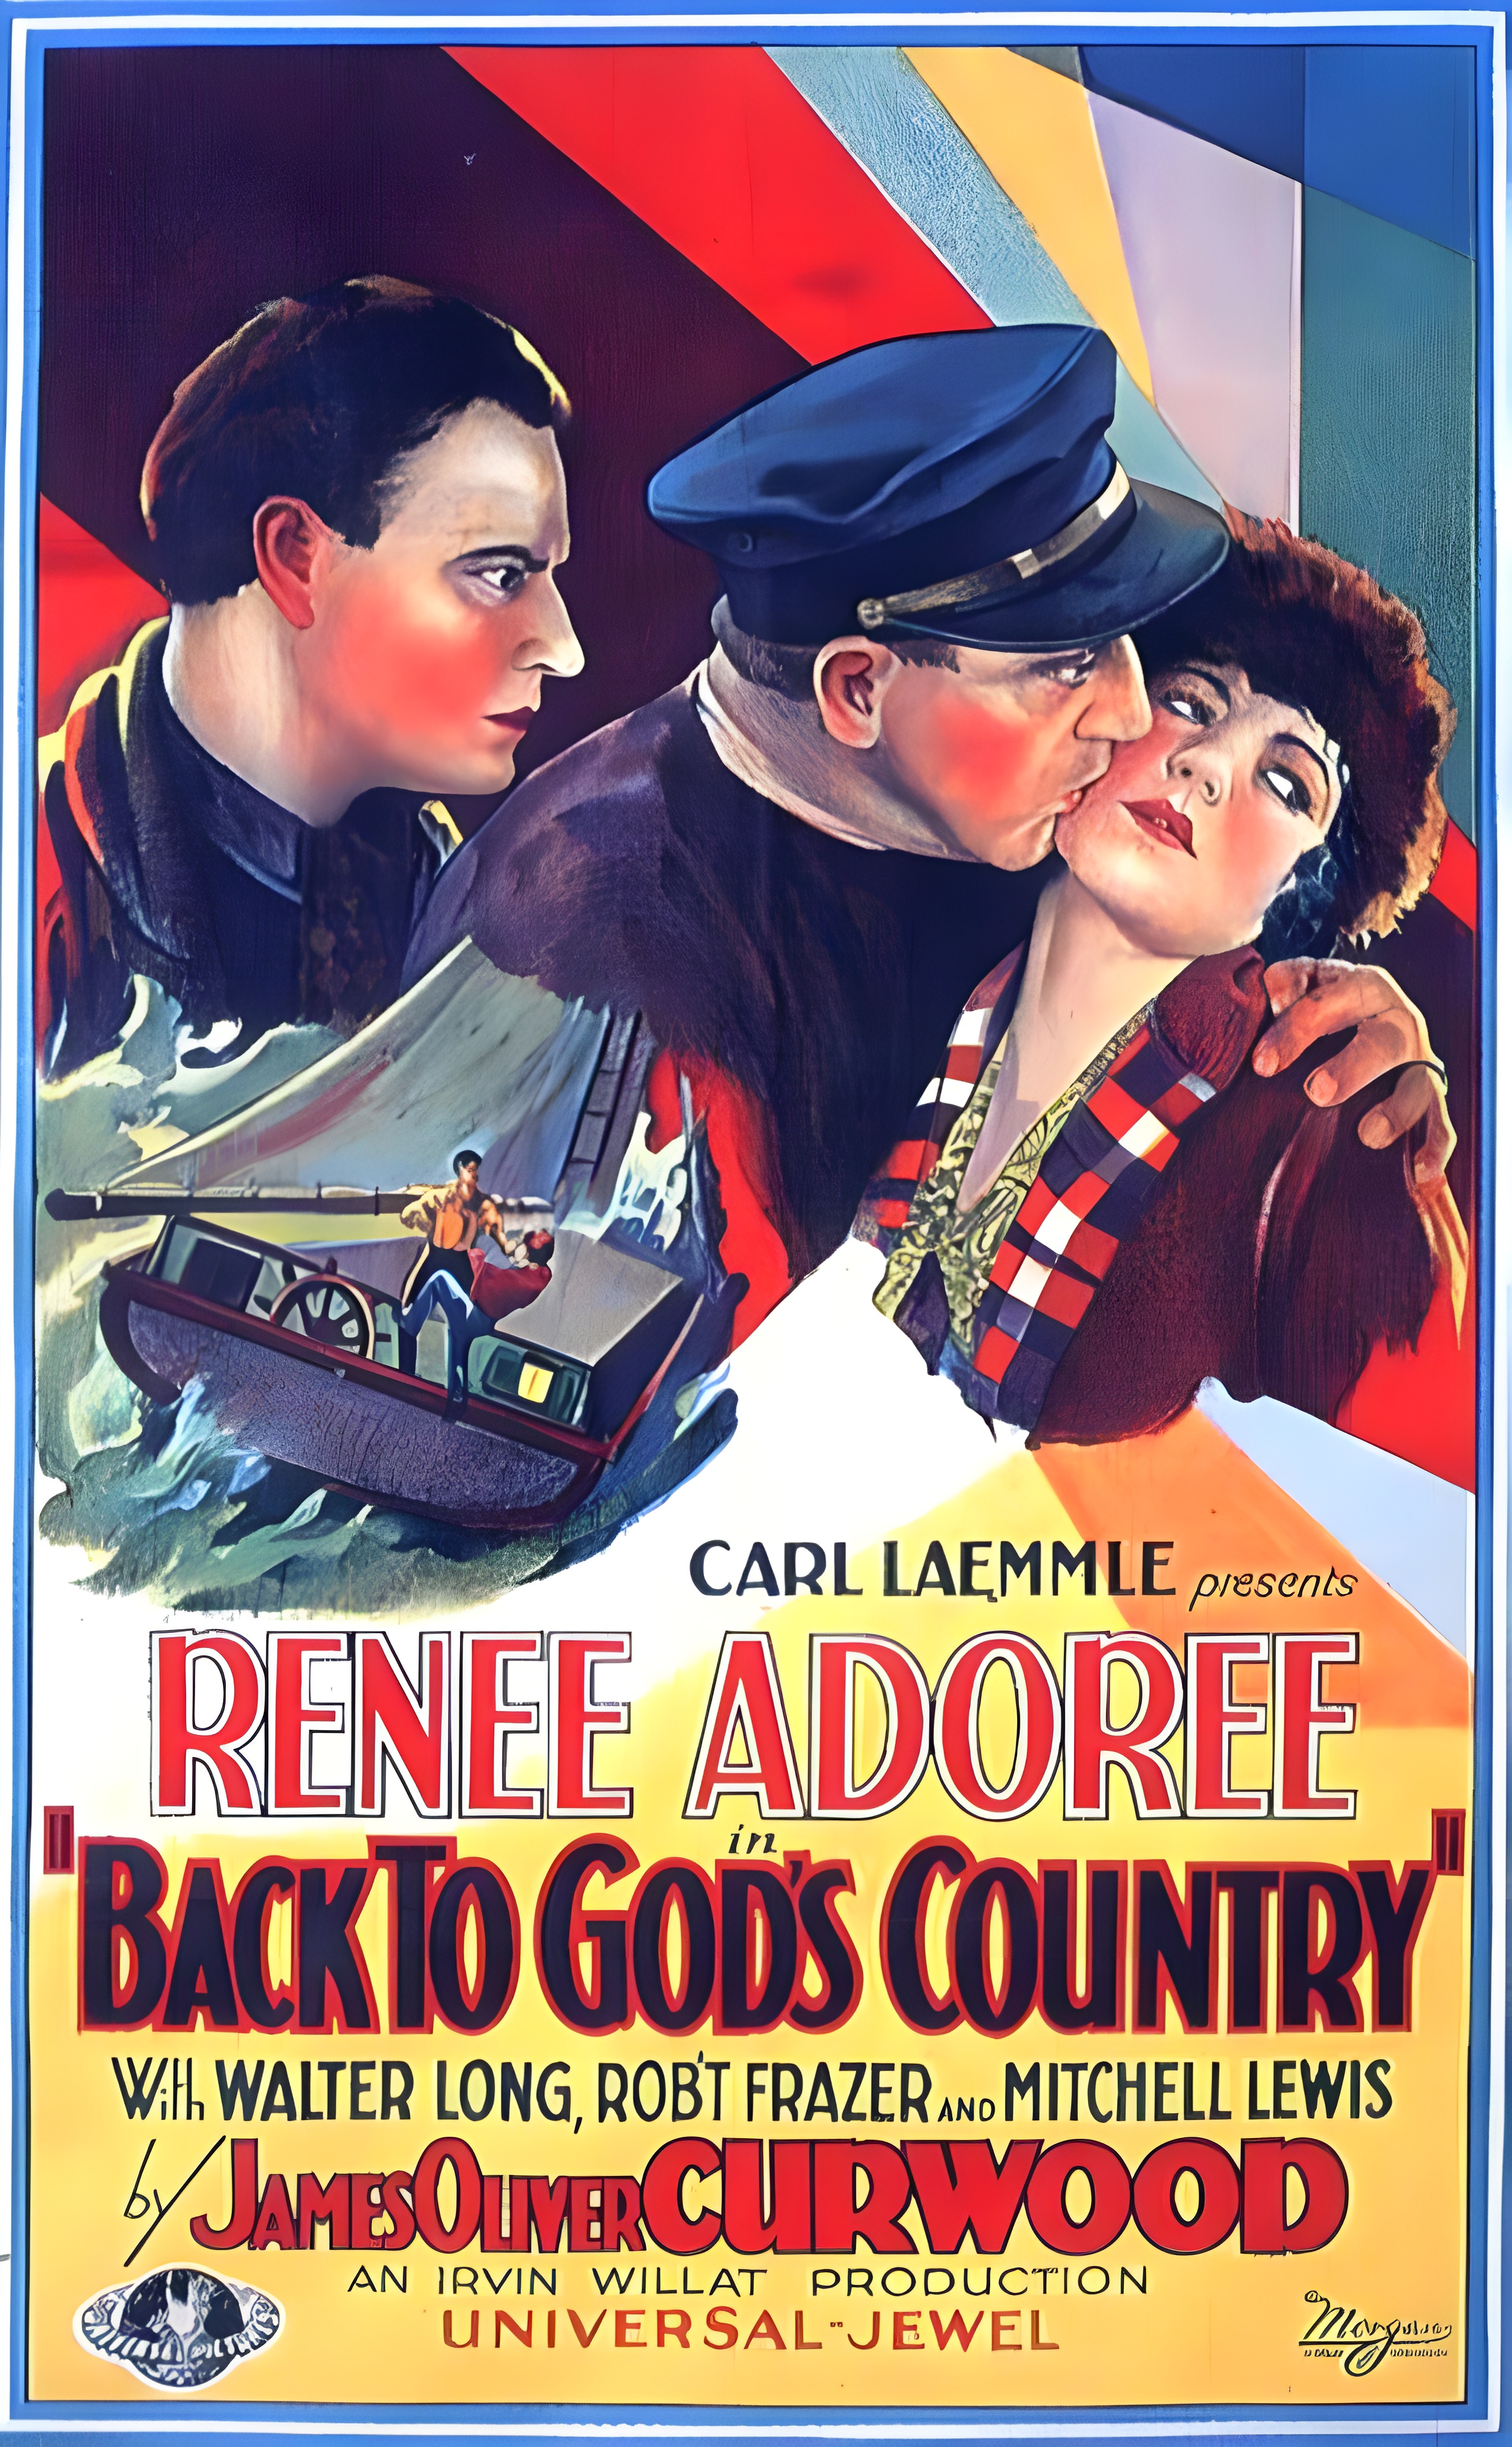 CARL LAEMMLE presents
RENEE ADOREE
in
"BACK TO GOD'S COUNTRY"
With WALTER LONG, ROB'T FRAZER AND MITCHELL LEWIS
by JAMES OLIVER CURWOOD
AN IRVIN WILLAT PRODUCTION
UNIVERSAL-JEWEL